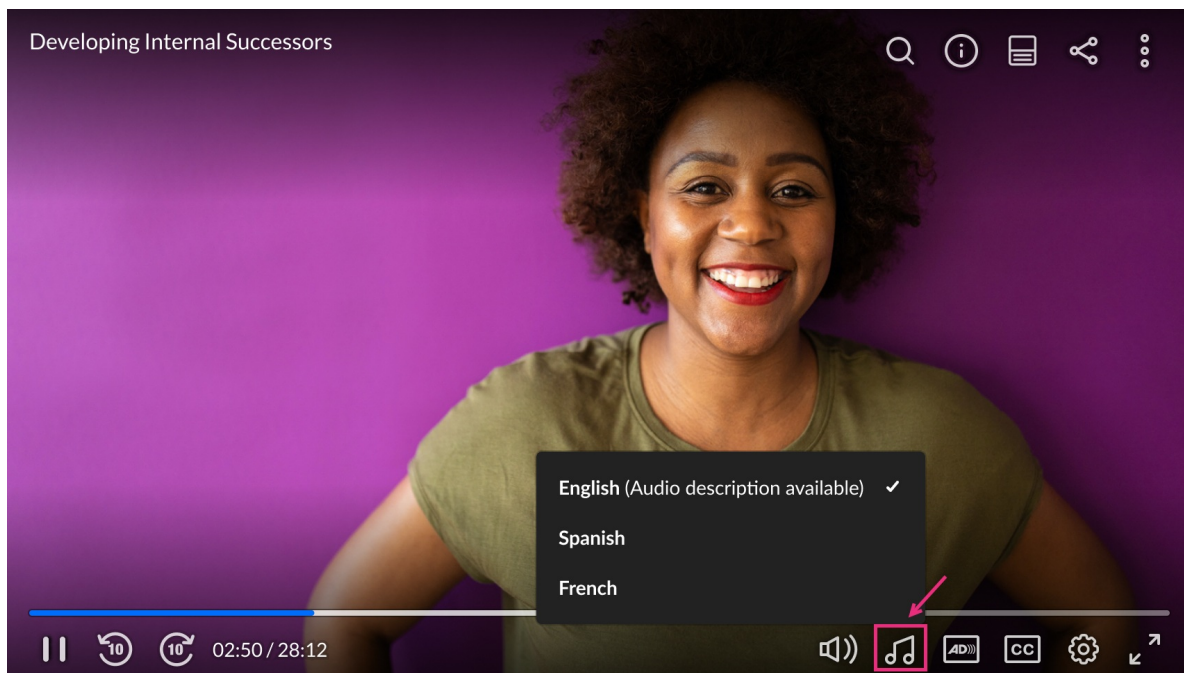 Developing Internal Successors
English (Audio description available)
Spanish
French
10 10 02:50 / 28:12 AD CC